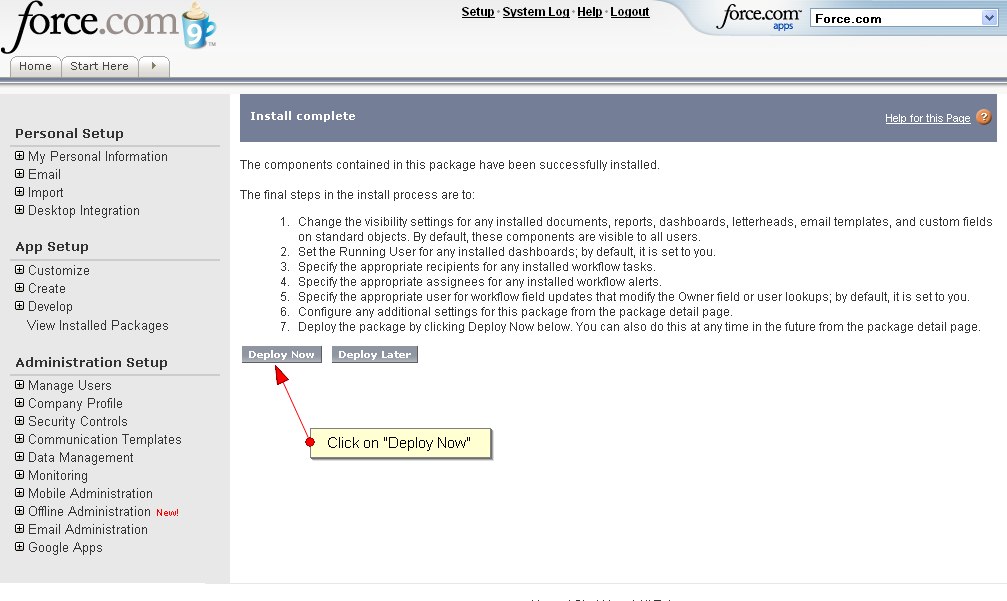 force.com
9
TM
Setup · System Log · Help · Logout
force.com
apps
Force.com
Home
Start Here
Personal Setup
My Personal Information
Email
Import
Desktop Integration
App Setup
Customize
Create
Develop
View Installed Packages
Administration Setup
Manage Users
Company Profile
Security Controls
Communication Templates
Data Management
Monitoring
Mobile Administration
Offline Administration New!
Email Administration
Google Apps
Install complete
Help for this Page ?
The components contained in this package have been successfully installed.
The final steps in the install process are to:
1. Change the visibility settings for any installed documents, reports, dashboards, letterheads, email templates, and custom fields
on standard objects. By default, these components are visible to all users.
2. Set the Running User for any installed dashboards; by default, it is set to you.
3. Specify the appropriate recipients for any installed workflow tasks.
4. Specify the appropriate assignees for any installed workflow alerts.
5. Specify the appropriate user for workflow field updates that modify the Owner field or user lookups; by default, it is set to you.
6. Configure any additional settings for this package from the package detail page.
7. Deploy the package by clicking Deploy Now below. You can also do this at any time in the future from the package detail page.
Deploy Now
Deploy Later
Click on "Deploy Now"